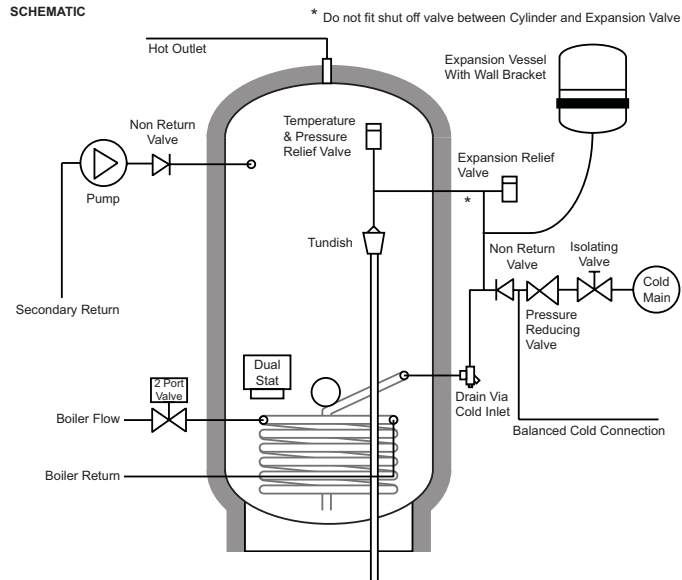 SCHEMATIC
* Do not fit shut off valve between Cylinder and Expansion Valve
Hot Outlet
Expansion Vessel
With Wall Bracket
Temperature
& Pressure
Relief Valve
Non Return
Valve
Expansion Relief
Valve
*
Pump
Tundish
Non Return
Valve
Isolating
Valve
Cold
Main
Secondary Return
Pressure
Reducing
Valve
Dual
Stat
2 Port
Valve
Drain Via
Cold Inlet
Boiler Flow
Balanced Cold Connection
Boiler Return